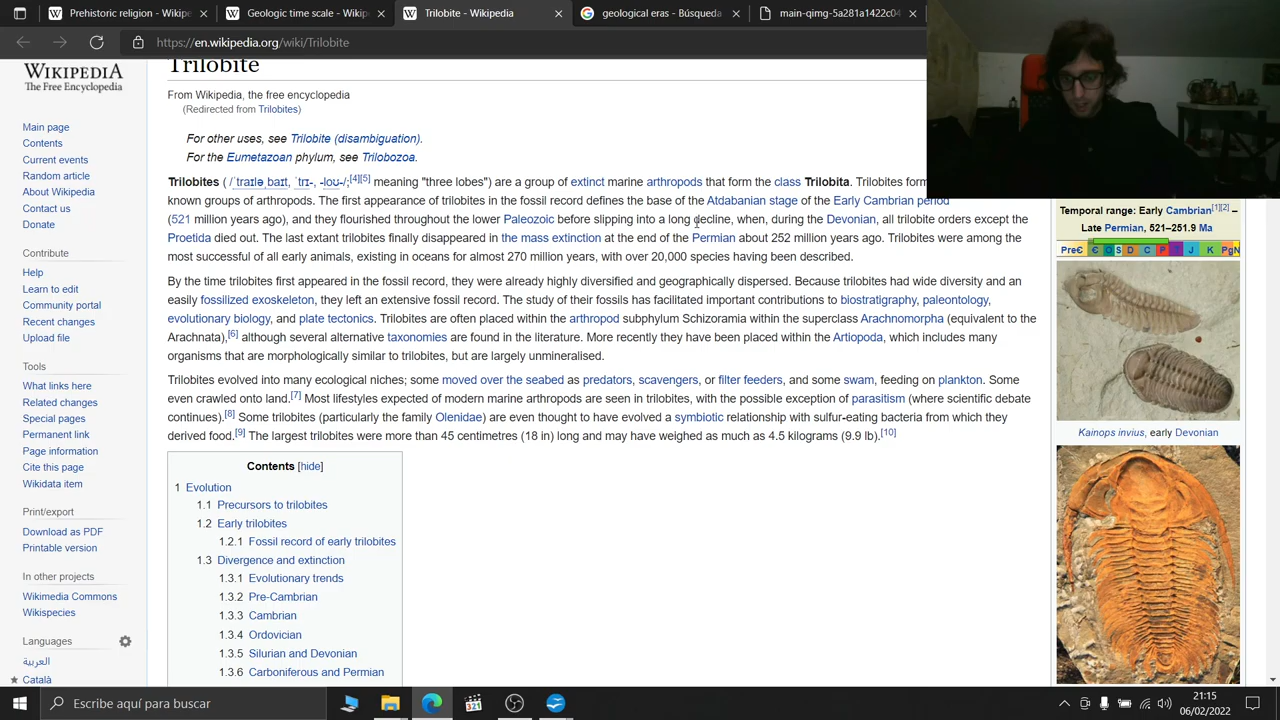 Prehistoric religion - Wikipedi
Geologic time scale - Wikipedi
Trilobite - Wikipedia
geological eras - Búsqueda
main-qimg-5a281a1422c04
https://en.wikipedia.org/wiki/Trilobite
WIKIPEDIA
The Free Encyclopedia
Main page
Contents
Current events
Random article
About Wikipedia
Contact us
Donate
Contribute
Help
Learn to edit
Community portal
Recent changes
Upload file
Tools
What links here
Related changes
Special pages
Permanent link
Page information
Cite this page
Wikidata item
Print/export
Download as PDF
Printable version
In other projects
Wikimedia Commons
Wikispecies
Languages
العربية
Català
Trilobite
From Wikipedia, the free encyclopedia
(Redirected from Trilobites)
For other uses, see Trilobite (disambiguation).
For the Eumetazoan phylum, see Trilobozoa.
Trilobites (/ˈtraɪləˌbaɪt, ˈtrɪ-, -loʊ-/;[4][5] meaning "three lobes") are a group of extinct marine arthropods that form the class Trilobita. Trilobites form
known groups of arthropods. The first appearance of trilobites in the fossil record defines the base of the Atdabanian stage of the Early Cambrian period
(521 million years ago), and they flourished throughout the lower Paleozoic before slipping into a long decline, wen, during the Devonian, all trilobite orders except the
Proetida died out. The last extant trilobites finally disappeared in the mass extinction at the end of the Permian about 252 million years ago. Trilobites were among the
most successful of all early animals, existing in oceans for almost 270 million years, with over 20,000 species having been described.
By the time trilobites first appeared in the fossil record, they were already highly diversified and geographically dispersed. Because trilobites had wide diversity and an
easily fossilized exoskeleton, they left an extensive fossil record. The study of their fossils has facilitated important contributions to biostratigraphy, paleontology,
evolutionary biology, and plate tectonics. Trilobites are often placed within the arthropod subphylum Schizoramia within the superclass Arachnomorpha (equivalent to the
Arachnata),[6] although several alternative taxonomies are found in the literature. More recently they have been placed within the Artiopoda, which includes many
organisms that are morphologically similar to trilobites, but are largely unmineralised.
Trilobites evolved into many ecological niches; some moved over the seabed as predators, scavengers, or filter feeders, and some swam, feeding on plankton. Some
even crawled onto land.[7] Most lifestyles expected of modern marine arthropods are seen in trilobites, with the possible exception of parasitism (where scientific debate
continues).[8] Some trilobites (particularly the family Olenidae) are even thought to have evolved a symbiotic relationship with sulfur-eating bacteria from which they
derived food.[9] The largest trilobites were more than 45 centimetres (18 in) long and may have weighed as much as 4.5 kilograms (9.9 lb).[10]
Contents [hide]
1 Evolution
1.1 Precursors to trilobites
1.2 Early trilobites
1.2.1 Fossil record of early trilobites
1.3 Divergence and extinction
1.3.1 Evolutionary trends
1.3.2 Pre-Cambrian
1.3.3 Cambrian
1.3.4 Ordovician
1.3.5 Silurian and Devonian
1.3.6 Carboniferous and Permian
Temporal range: Early Cambrian[1][2] –
Late Permian, 521–251.9 Ma
PreꞒ Ꞓ O S D C P T J K Pg N
Kainops invius, early Devonian
Escribe aquí para buscar
321
21:15
06/02/2022